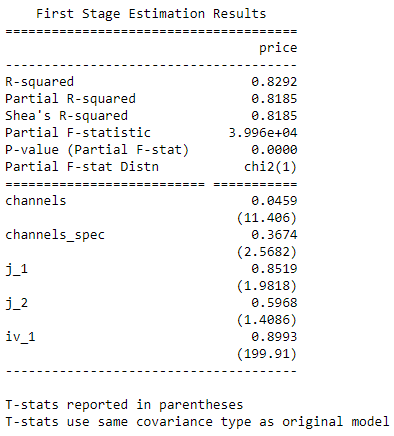 First Stage Estimation Results
======================================
price
--------------------------------------
R-squared 0.8292
Partial R-squared 0.8185
Shea's R-squared 0.8185
Partial F-statistic 3.996e+04
P-value (Partial F-stat) 0.0000
Partial F-stat Distn chi2(1)
========================== ===========
channels 0.0459
(11.406)
channels_spec 0.3674
(2.5682)
j_1 0.8519
(1.9818)
j_2 0.5968
(1.4086)
iv_1 0.8993
(199.91)
--------------------------------------
T-stats reported in parentheses
T-stats use same covariance type as original model